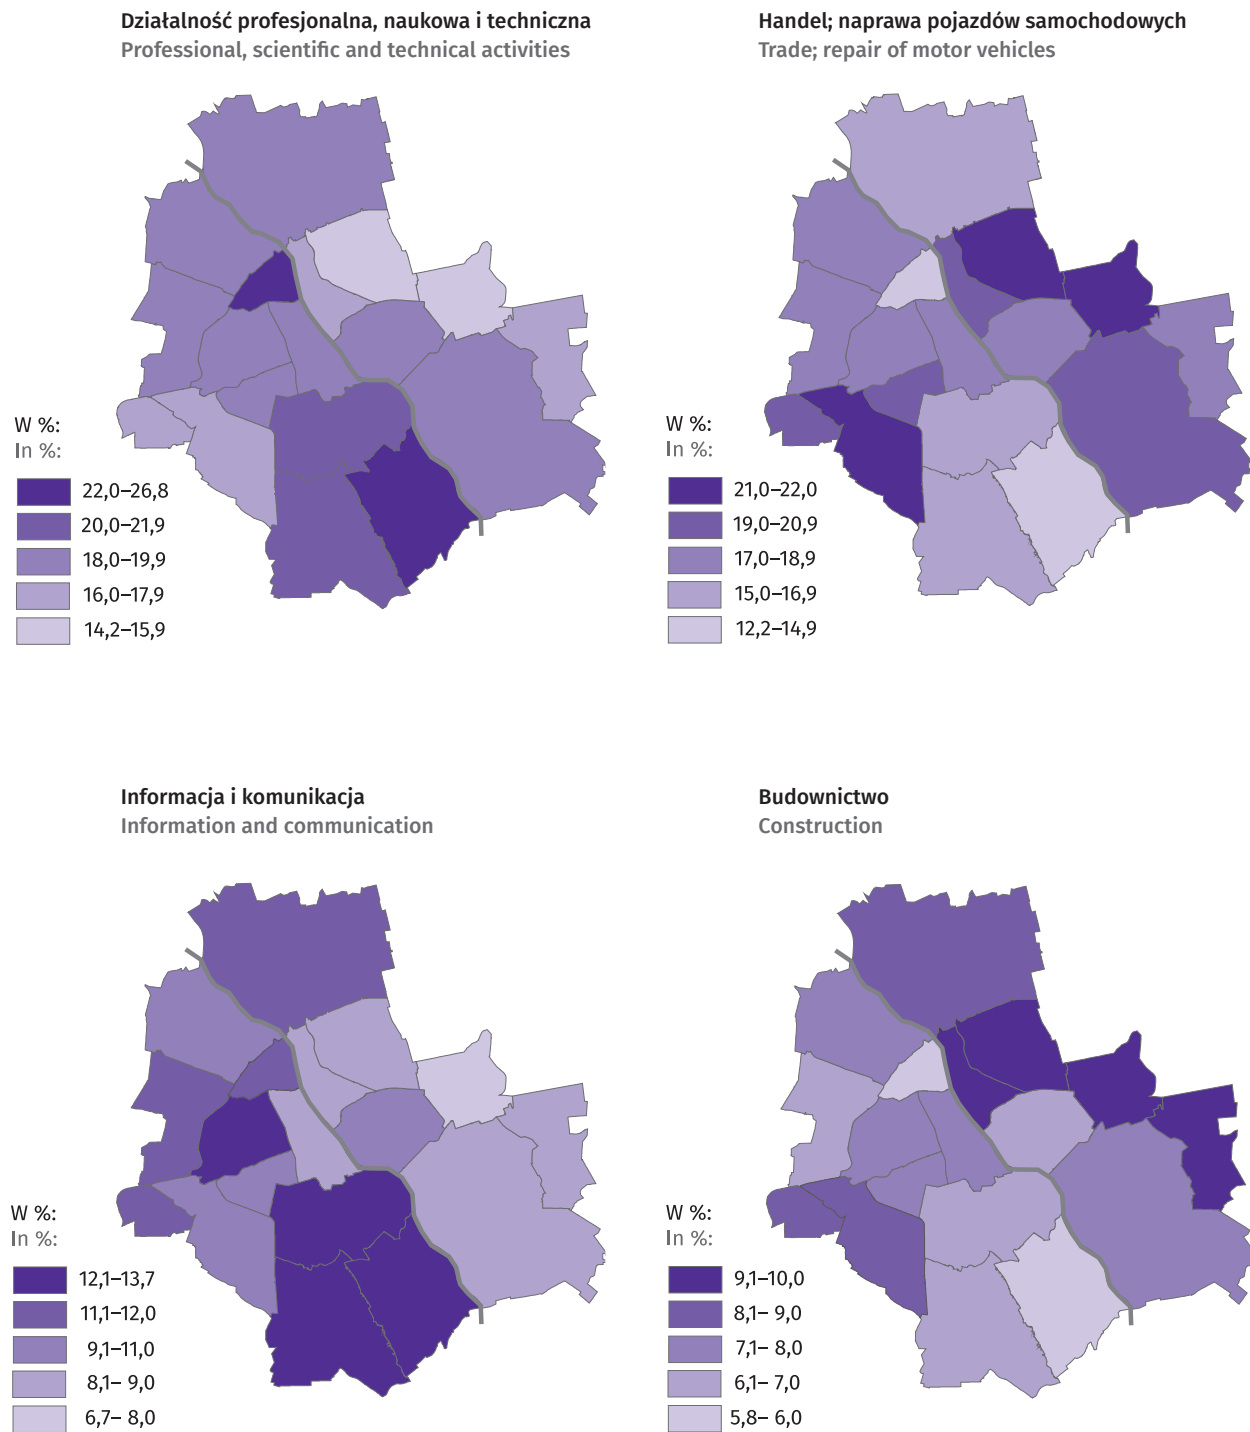 Działalność profesjonalna, naukowa i techniczna
Professional, scientific and technical activities
W %:
In %:
22,0–26,8
20,0–21,9
18,0–19,9
16,0–17,9
14,2–15,9
Handel; naprawa pojazdów samochodowych
Trade; repair of motor vehicles
W %:
In %:
21,0–22,0
19,0–20,9
17,0–18,9
15,0–16,9
12,2–14,9
Informacja i komunikacja
Information and communication
W %:
In %:
12,1–13,7
11,1–12,0
9,1–11,0
8,1– 9,0
6,7– 8,0
Budownictwo
Construction
W %:
In %:
9,1–10,0
8,1– 9,0
7,1– 8,0
6,1– 7,0
5,8– 6,0